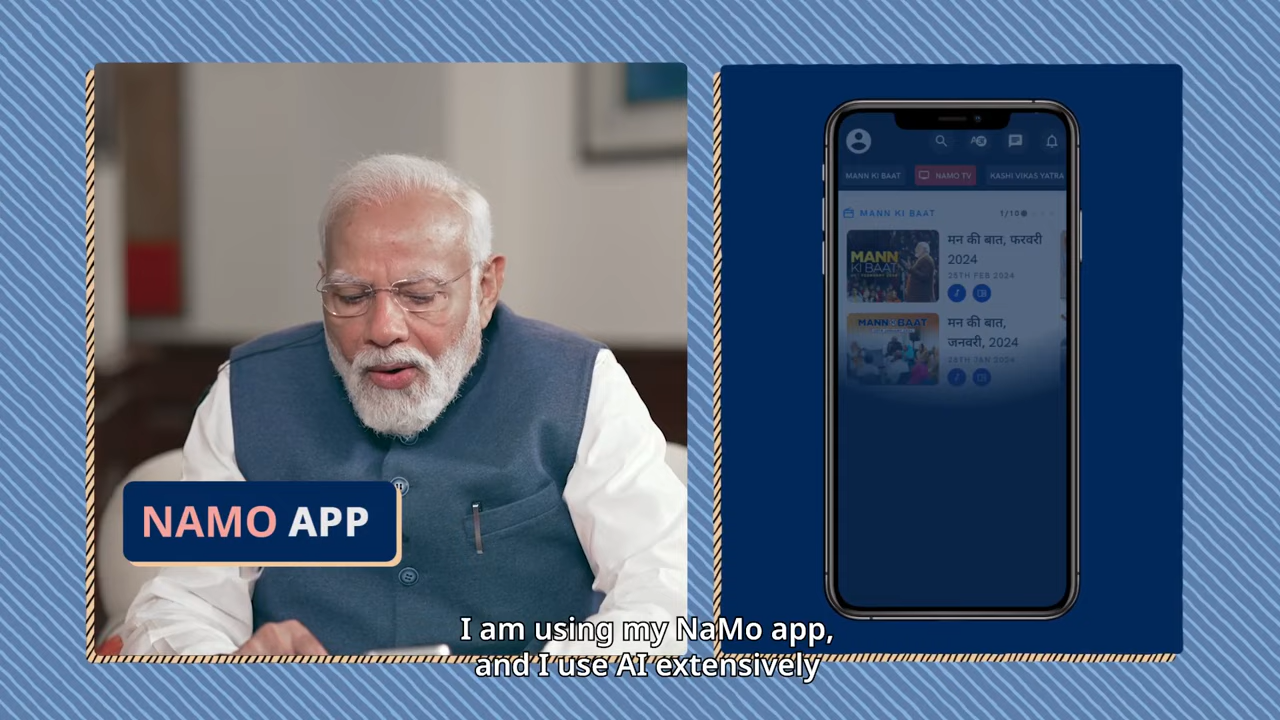 NAMO APP
I am using my NaMo app,
and I use AI extensively
MANN KI BAAT
NAMO TV
KASHI VIKAS YATRA
MANN KI BAAT
1/10
मन की बात, फरवरी
2024
25TH FEB 2024
MANN
KI BAAT
मन की बात,
जनवरी, 2024
28TH JAN 2024
MANN KI BAAT